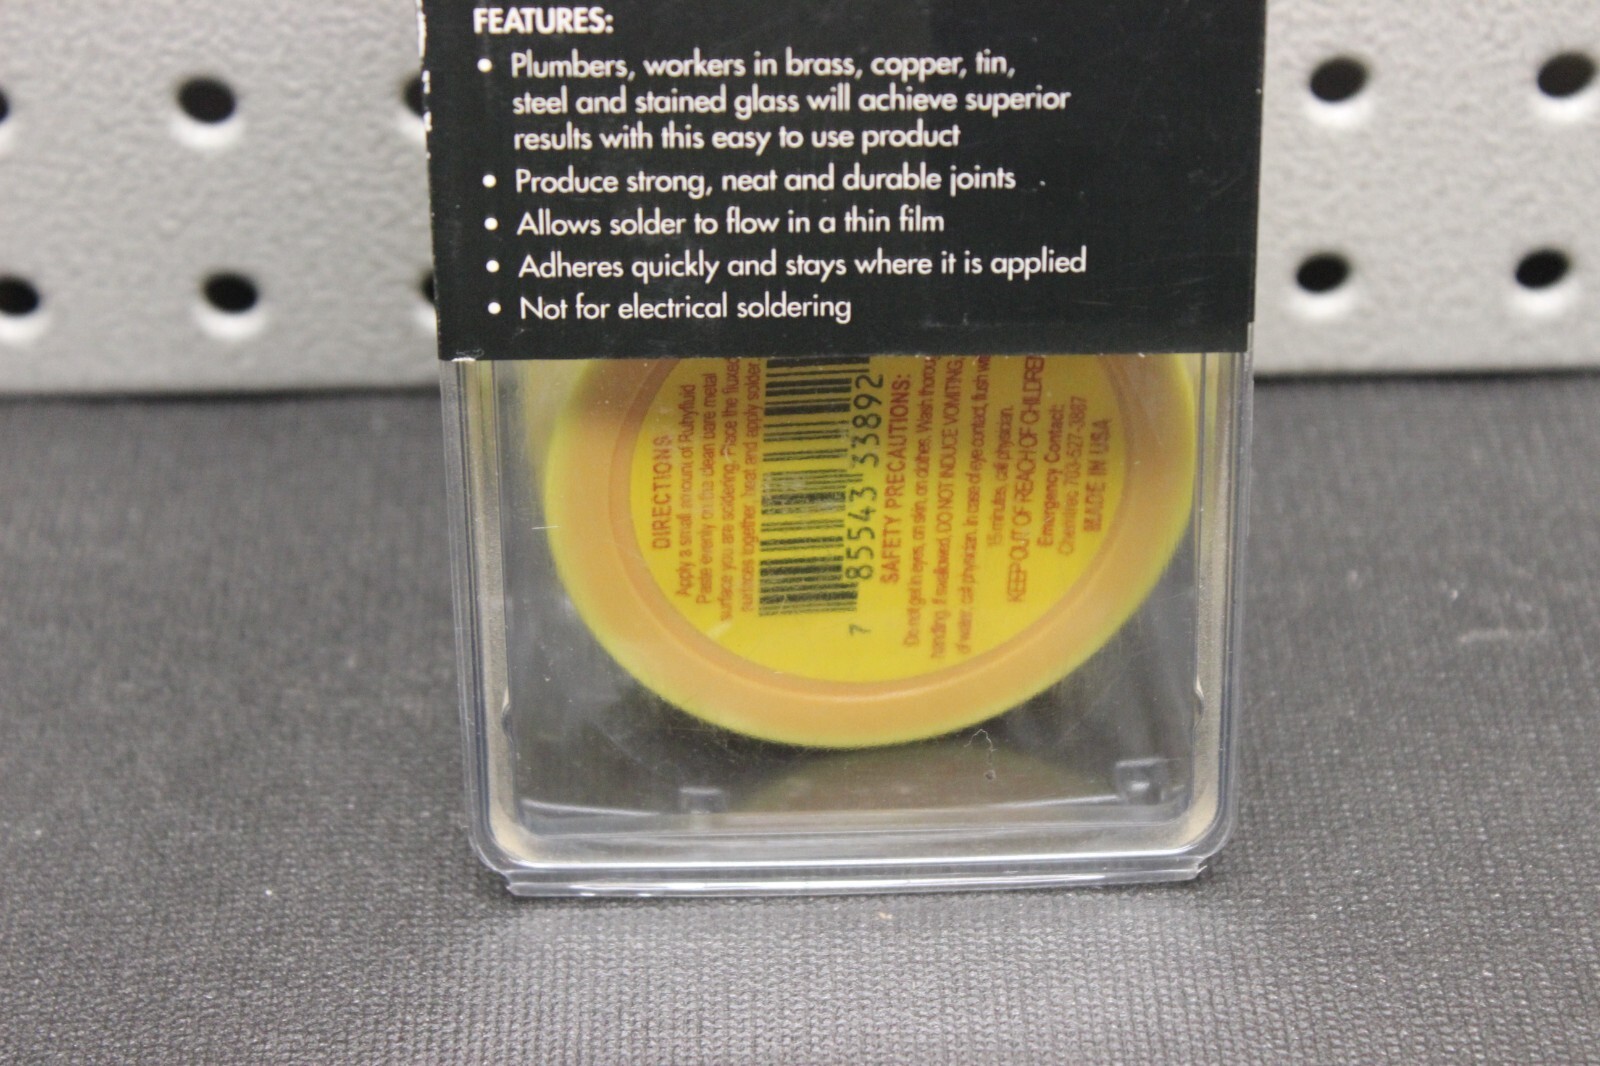 FEATURES:
• Plumbers, workers in brass, copper, tin,
steel and stained glass will achieve superior
results with this easy to use product
• Produce strong, neat and durable joints
• Allows solder to flow in a thin film
• Adheres quickly and stays where it is applied
• Not for electrical soldering
DIRECTIONS:
Apply a small amount of Rubyfluid
Paste evenly on the clean bare metal
surface you are soldering. Place the fluxed
surfaces together, heat and apply solder.
7 85543 33892
SAFETY PRECAUTIONS:
Do not get in eyes, on skin, on clothes. Wash
handling. If swallowed, DO NOT INDUCE VOMITING,
of water, call physician. In case of eye contact, flush
15 minutes, call physician.
KEEP OUT OF REACH OF CHILDREN
Emergency Contact:
Chemtrec 703-527-3887
MADE IN USA